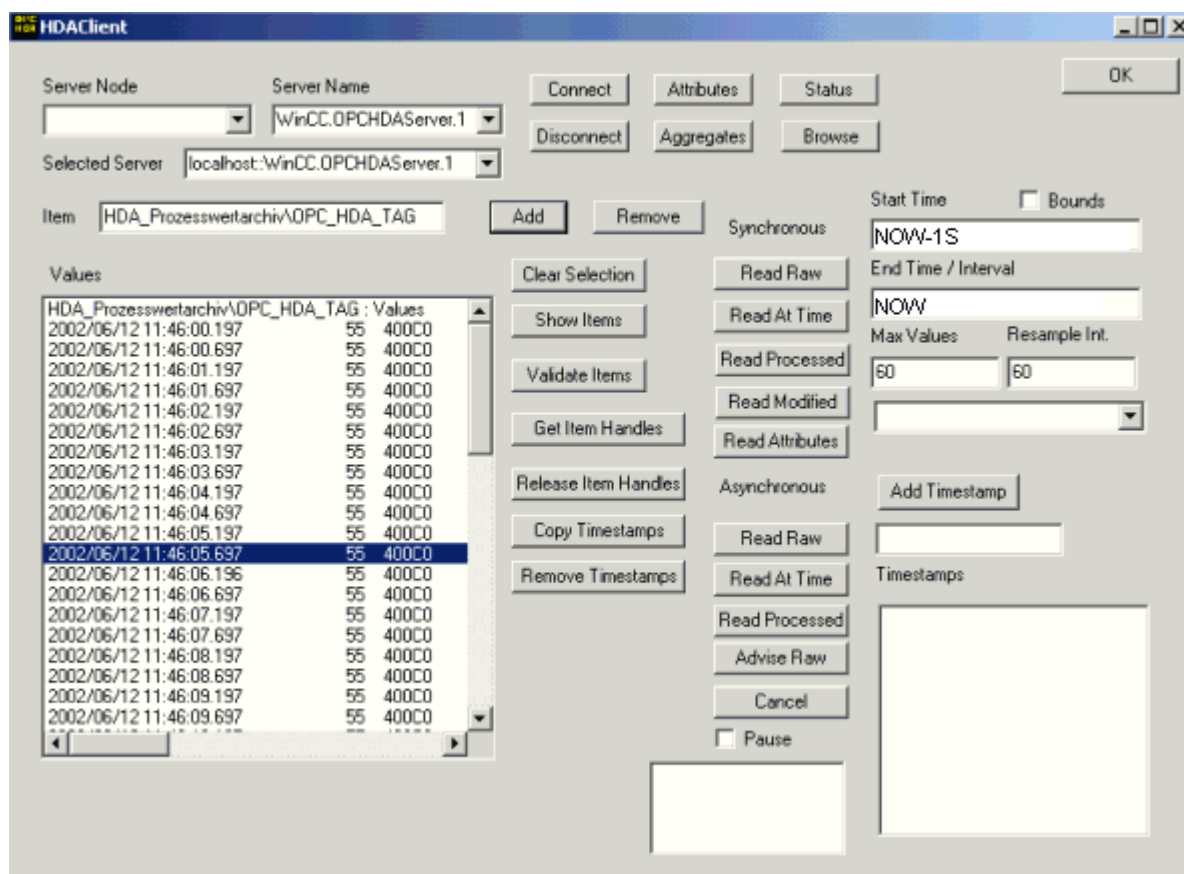 OPC HDA HDAClient
OK
Server Node Server Name
Connect Attributes Status
WinCC.OPCHDAServer.1
Disconnect Aggregates Browse
Selected Server localhost::WinCC.OPCHDAServer.1
Item HDA_Prozesswertarchiv\OPC_HDA_TAG Add Remove
Values
HDA_Prozesswertarchiv\OPC_HDA_TAG : Values
2002/06/12 11:46:00.197 55 400C0
2002/06/12 11:46:00.697 55 400C0
2002/06/12 11:46:01.197 55 400C0
2002/06/12 11:46:01.697 55 400C0
2002/06/12 11:46:02.197 55 400C0
2002/06/12 11:46:02.697 55 400C0
2002/06/12 11:46:03.197 55 400C0
2002/06/12 11:46:03.697 55 400C0
2002/06/12 11:46:04.197 55 400C0
2002/06/12 11:46:04.697 55 400C0
2002/06/12 11:46:05.197 55 400C0
2002/06/12 11:46:05.697 55 400C0
2002/06/12 11:46:06.196 55 400C0
2002/06/12 11:46:06.697 55 400C0
2002/06/12 11:46:07.197 55 400C0
2002/06/12 11:46:07.697 55 400C0
2002/06/12 11:46:08.197 55 400C0
2002/06/12 11:46:08.697 55 400C0
2002/06/12 11:46:09.197 55 400C0
2002/06/12 11:46:09.697 55 400C0
Clear Selection
Show Items
Validate Items
Get Item Handles
Release Item Handles
Copy Timestamps
Remove Timestamps
Synchronous
Read Raw
Read At Time
Read Processed
Read Modified
Read Attributes
Asynchronous
Read Raw
Read At Time
Read Processed
Advise Raw
Cancel
Pause
Start Time Bounds
NOW-1S
End Time / Interval
NOW
Max Values Resample Int.
60 60
Add Timestamp
Timestamps